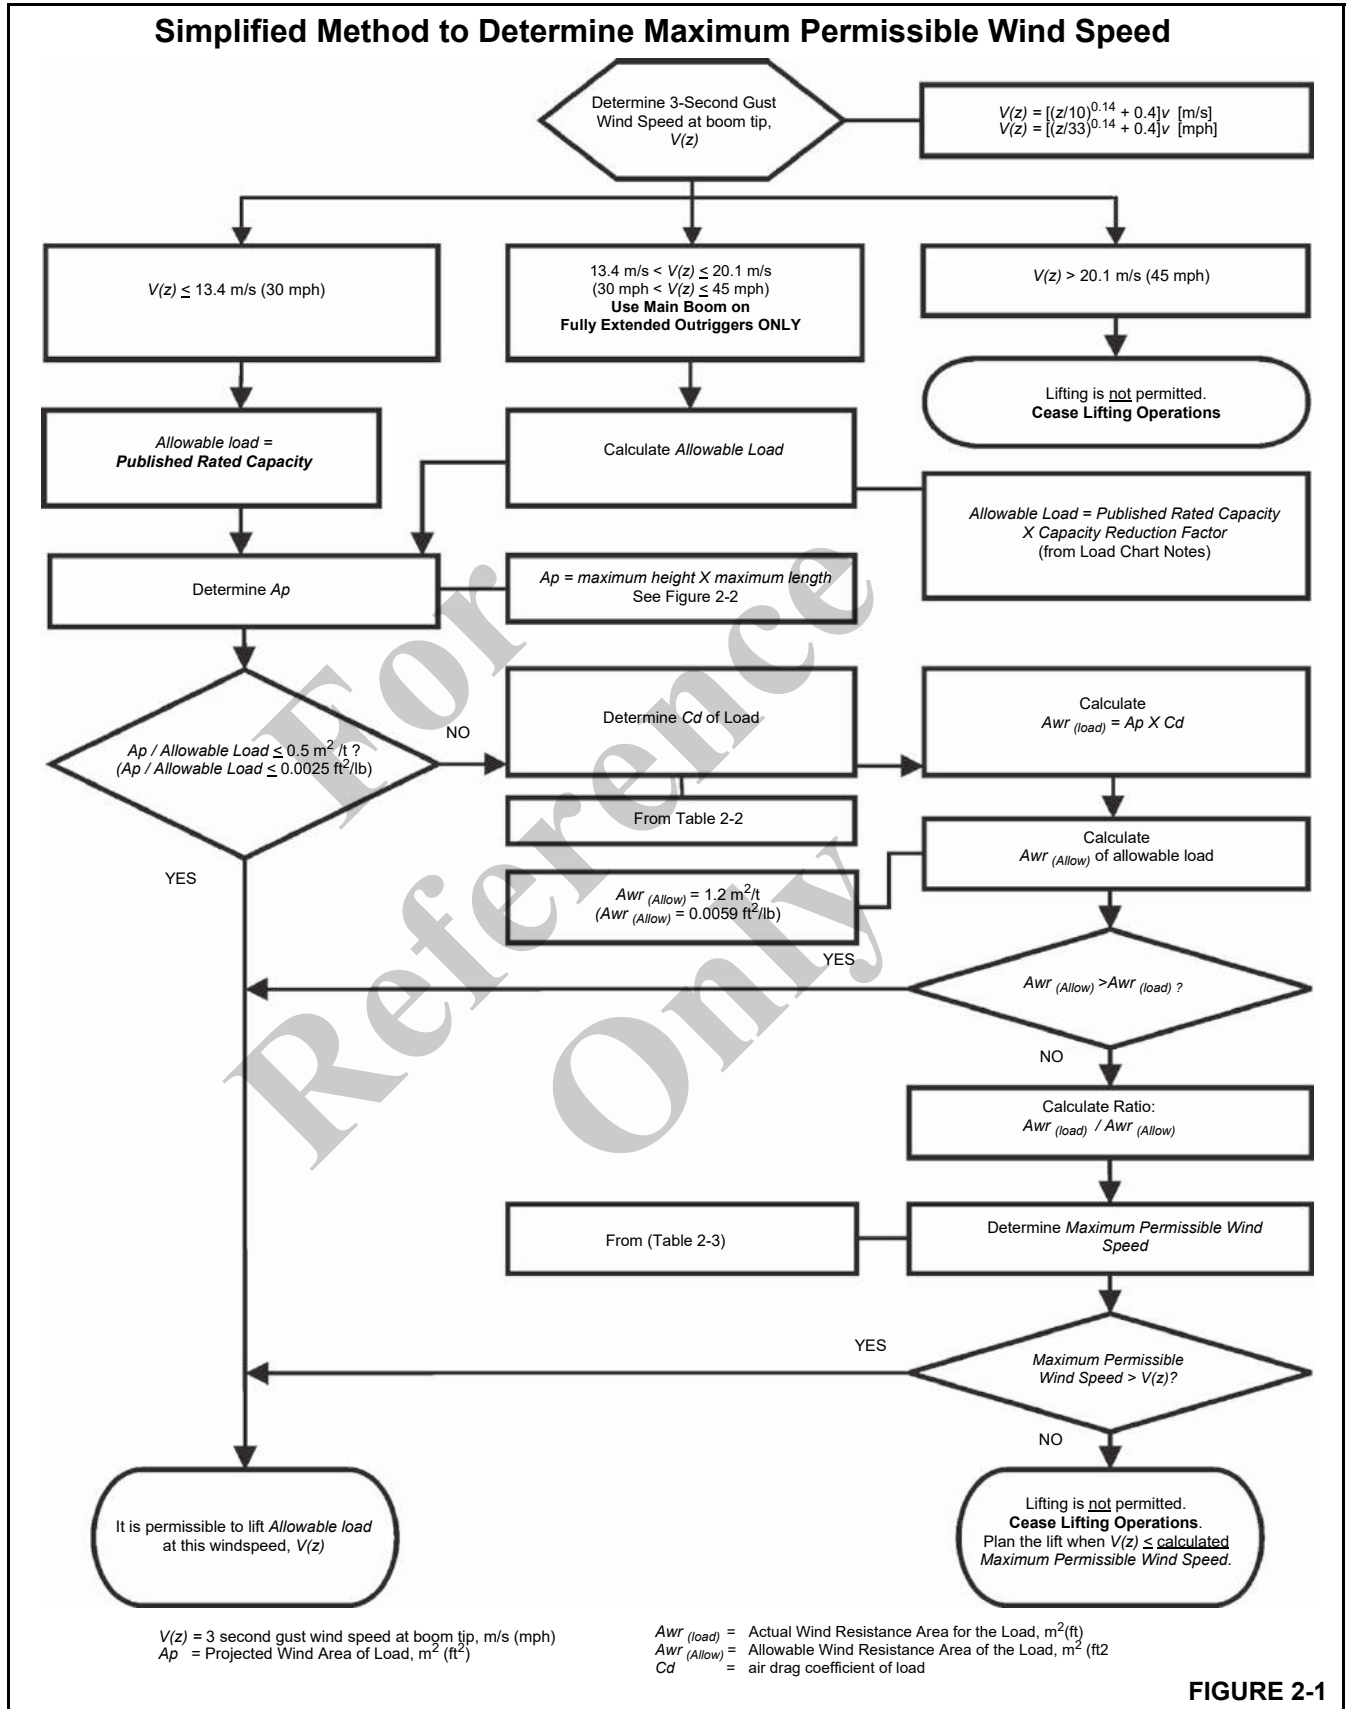 Simplified Method to Determine Maximum Permissible Wind Speed
Determine 3-Second Gust
Wind Speed at boom tip,
V(z)
V(z) = [(z/10)^0.14 + 0.4]v [m/s]
V(z) = [(z/33)^0.14 + 0.4]v [mph]
V(z) ≤ 13.4 m/s (30 mph)
13.4 m/s < V(z) ≤ 20.1 m/s
(30 mph < V(z) ≤ 45 mph)
Use Main Boom on
Fully Extended Outriggers ONLY
V(z) > 20.1 m/s (45 mph)
Lifting is not permitted.
Cease Lifting Operations
Allowable load =
Published Rated Capacity
Calculate Allowable Load
Allowable Load = Published Rated Capacity
X Capacity Reduction Factor
(from Load Chart Notes)
Determine Ap
Ap = maximum height X maximum length
See Figure 2-2
Ap / Allowable Load ≤ 0.5 m² /t ?
(Ap / Allowable Load ≤ 0.0025 ft²/lb)
NO
Determine Cd of Load
Calculate
Awr (load) = Ap X Cd
From Table 2-2
Calculate
Awr (Allow) of allowable load
YES
Awr (Allow) = 1.2 m²/t
(Awr (Allow) = 0.0059 ft²/lb)
YES
Awr (Allow) >Awr (load) ?
NO
Calculate Ratio:
Awr (load) / Awr (Allow)
From (Table 2-3)
Determine Maximum Permissible Wind
Speed
YES
Maximum Permissible
Wind Speed > V(z)?
NO
It is permissible to lift Allowable load
at this windspeed, V(z)
Lifting is not permitted.
Cease Lifting Operations.
Plan the lift when V(z) ≤ calculated
Maximum Permissible Wind Speed.
V(z) = 3 second gust wind speed at boom tip, m/s (mph)
Ap = Projected Wind Area of Load, m² (ft²)
Awr (load) = Actual Wind Resistance Area for the Load, m²(ft)
Awr (Allow) = Allowable Wind Resistance Area of the Load, m² (ft2
Cd = air drag coefficient of load
FIGURE 2-1
For
Reference
Only